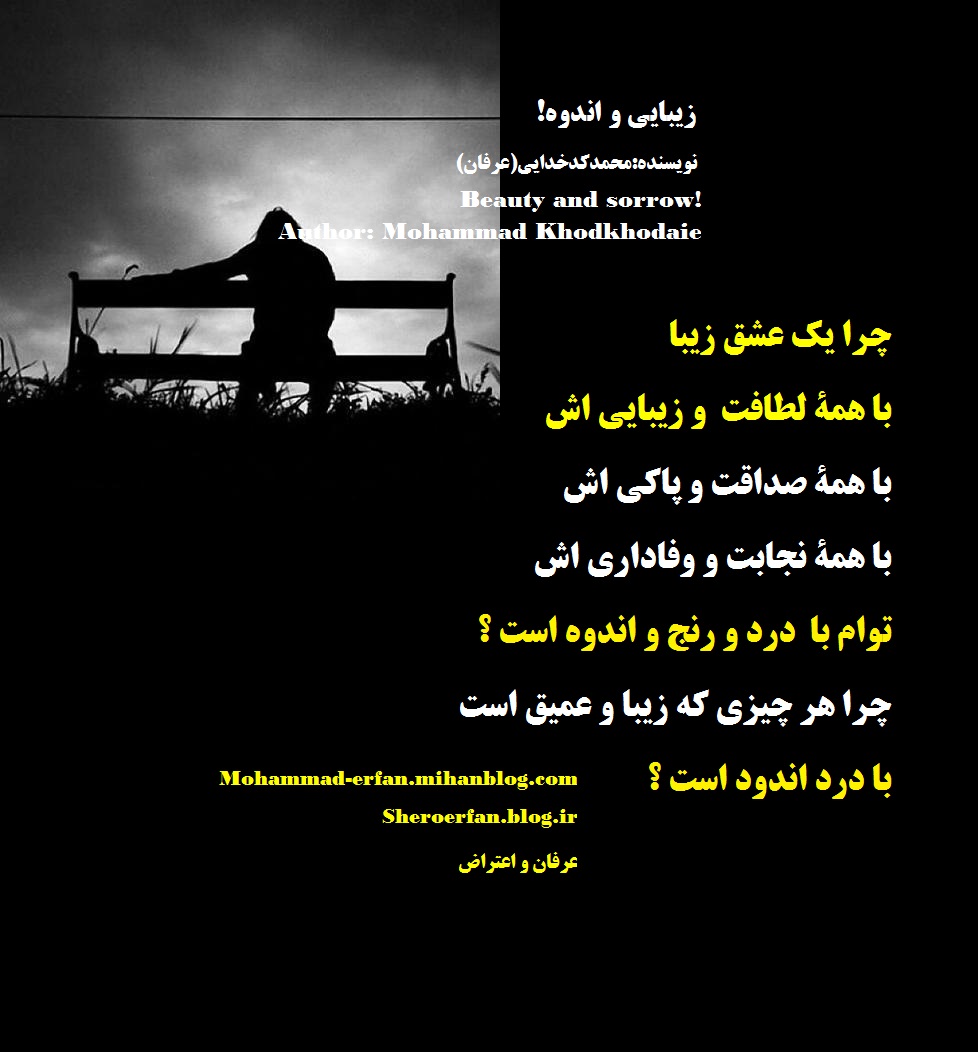 زیبایی و اندوه!
نویسنده:محمدکدخدایی(عرفان)
Beauty and sorrow!
Author: Mohammad Khodkhodaie
چرا یک عشق زیبا
با همهٔ لطافت و زیبایی اش
با همهٔ صداقت و پاکی اش
با همهٔ نجابت و وفاداری اش
توام با درد و رنج و اندوه است ؟
چرا هر چیزی که زیبا و عمیق است
با درد اندود است ؟
Mohammad-erfan.mihanblog.com
Sheroerfan.blog.ir
عرفان و اعتراض